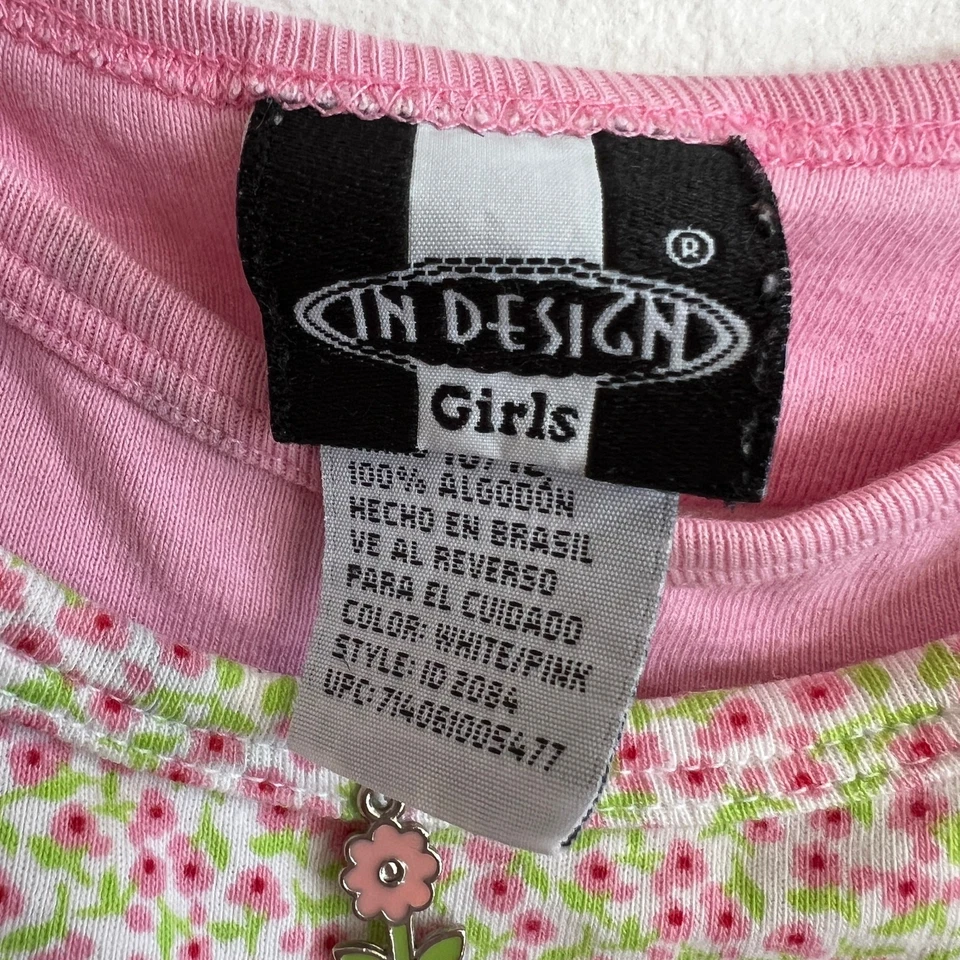 ®
IN DESIGN
Girls
100% ALGODÓN
HECHO EN BRASIL
VE AL REVERSO
PARA EL CUIDADO
COLOR: WHITE/PINK
STYLE: ID 2084
UPC: 714061005477